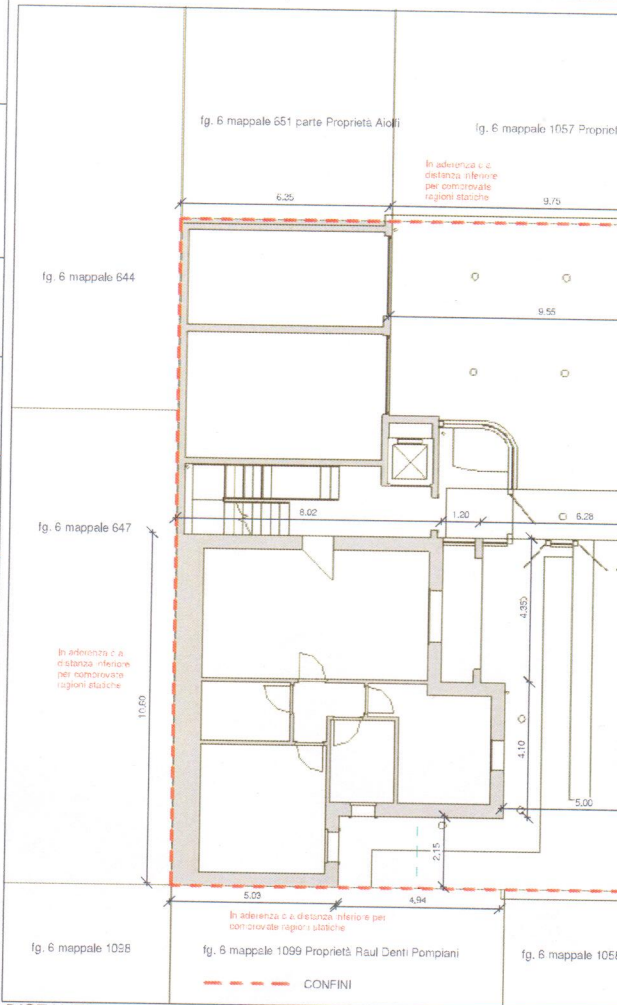 fg. 6 mappale 651 parte Proprietà Aiolfi
fg. 6 mappale 1057 Propriet
In aderenza o a
distanza inferiore
per comprovate
ragioni statiche
6.35
9.75
fg. 6 mappale 644
9.55
8.02
1.20
6.28
fg. 6 mappale 647
4.35
In aderenza o a
distanza inferiore
per comprovate
ragioni statiche
10.60
4.10
5.00
2.15
5.03
4.94
In aderenza o a distanza inferiore per
comprovate ragioni statiche
fg. 6 mappale 1098
fg. 6 mappale 1099 Proprietà Raul Denti Pompiani
fg. 6 mappale 1058
CONFINI